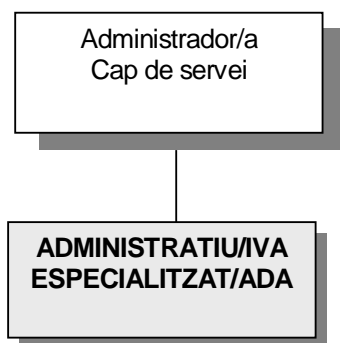 Administrador/a
Cap de servei
ADMINISTRATIU/IVA
ESPECIALITZAT/ADA